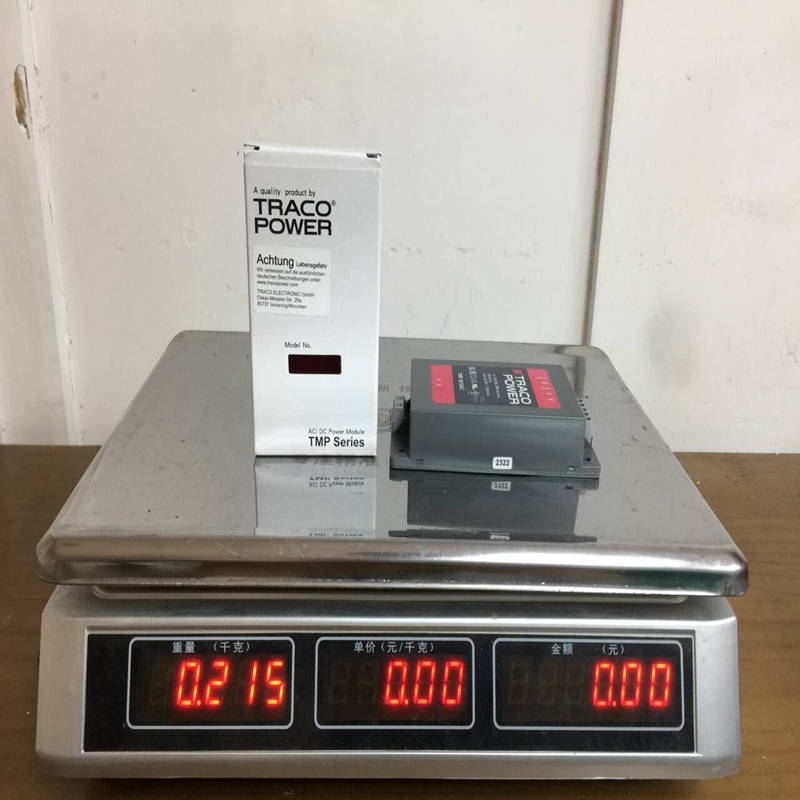 A quality product by
TRACO®
POWER
Achtung Lebensgefahr
Wir verweisen auf die ausführlichen
deutschen Beschreibungen unter:
www.tracopower.com
TRACO ELECTRONIC GmbH
Oskar-Messter-Str. 20a
85737 Ismaning/München
Model No.
AC/ DC Power Module
TMP Series
TRACO
POWER
2322
重量 （千克）
0.215
单价（元/千克）
0.00
金额 （元）
0.00